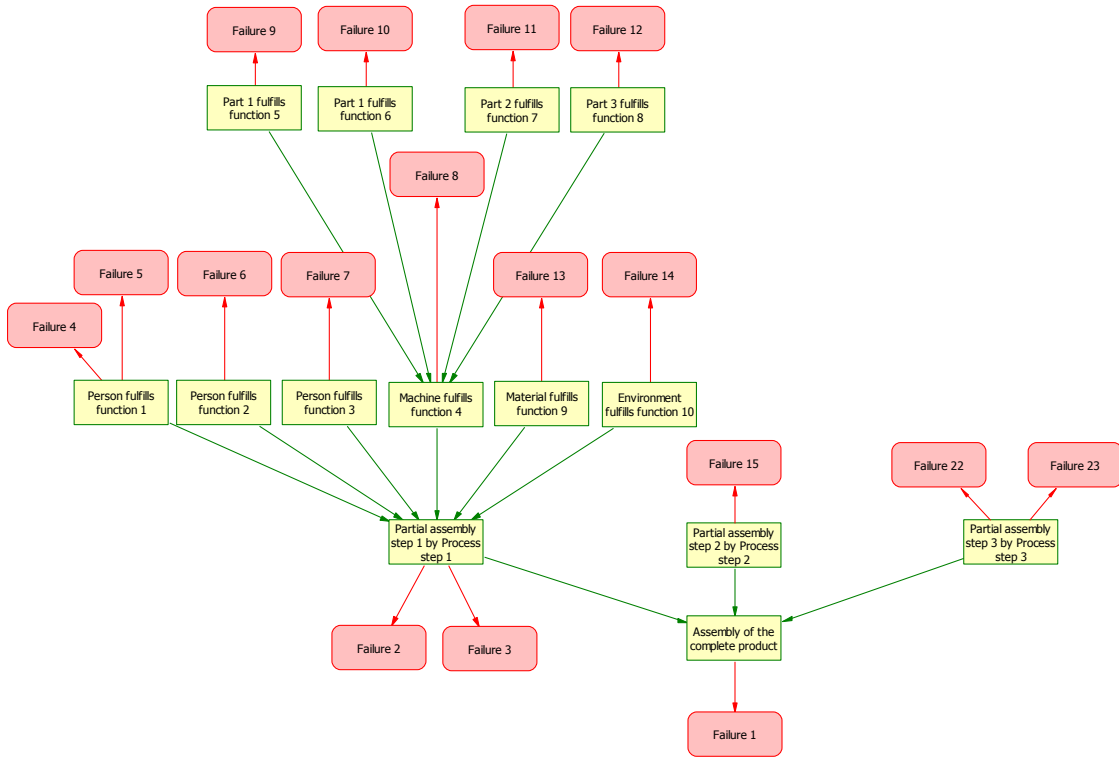 Failure 9
Failure 10
Failure 11
Failure 12
Part 1 fulfills
function 5
Part 1 fulfills
function 6
Part 2 fulfills
function 7
Part 3 fulfills
function 8
Failure 8
Failure 5
Failure 6
Failure 7
Failure 13
Failure 14
Failure 4
Person fulfills
function 1
Person fulfills
function 2
Person fulfills
function 3
Machine fulfills
function 4
Material fulfills
function 9
Environment
fulfills function 10
Failure 15
Failure 22
Failure 23
Partial assembly
step 1 by Process
step 1
Partial assembly
step 2 by Process
step 2
Partial assembly
step 3 by Process
step 3
Failure 2
Failure 3
Assembly of the
complete product
Failure 1